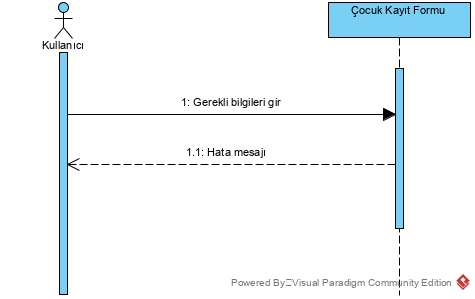 Çocuk Kayıt Formu
Kullanıcı
1: Gerekli bilgileri gir
1.1: Hata mesajı
Powered By□Visual Paradigm Community Edition